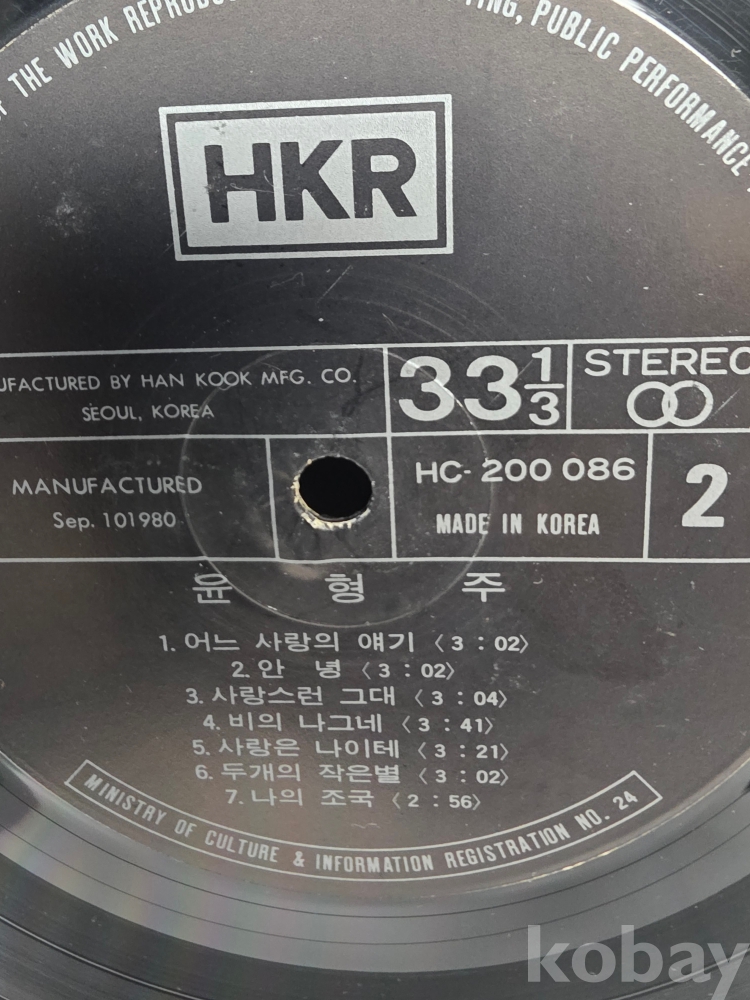 THE WORK REPRODUC
ING, PUBLIC PERFORMANCE
HKR
UFACTURED BY HAN KOOK MFG. CO.
SEOUL, KOREA
33 1/3
STEREO
MANUFACTURED
Sep. 101980
HC- 200 086
MADE IN KOREA
2
윤 형 주
1. 어느 사랑의 얘기 〈3 : 02〉
2. 안 녕 〈3 : 02〉
3. 사랑스런 그대 〈3 : 04〉
4. 비의 나그네 〈3 : 41〉
5. 사랑은 나이테 〈3 : 21〉
6. 두개의 작은별 〈3 : 02〉
7. 나의 조국 〈2 : 56〉
MINISTRY OF CULTURE & INFORMATION REGISTRATION NO. 24
kobay